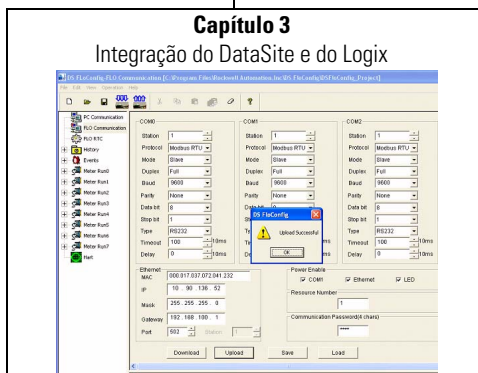 Capítulo 3
Integração do DataSite e do Logix
DS FLoConfig-FLO Communication [C:\Program Files\Rockwell Automation, Inc\DS FloConfig\DSFloConfig_Project]
File Edit View Operation Help
PC Communication
FLO Communication
FLO RTC
History
Events
Meter Run0
Meter Run1
Meter Run2
Meter Run3
Meter Run4
Meter Run5
Meter Run6
Meter Run7
Hart
COM0
Station 1
Protocol Modbus RTU
Mode Slave
Duplex Full
Baud 9600
Parity None
Data bit 8
Stop bit 1
Type RS232
Timeout 100 *10ms
Delay 0 *10ms
COM1
Station 1
Protocol Modbus RTU
Mode Slave
Duplex Full
Baud 9600
Parity None
Data bit
Stop bit
Type
Timeout
Delay
COM2
Station 1
Protocol Modbus RTU
Mode Slave
Duplex Full
Baud 9600
Parity None
Data bit 8
Stop bit 1
Type RS232
Timeout 100 *10ms
Delay 0 *10ms
DS FloConfig
Upload Successful
OK
Ethernet
MAC 000.017.037.072.041.232
IP 10 . 90 .136 . 52
Mask 255 .255 .255 . 0
Gateway 192 .168 .100 . 1
Port 502 Station 1
Power Enable
COM1 Ethernet LED
Resource Number
1
Communication Password(4 chars)
****
Download Upload Save Load